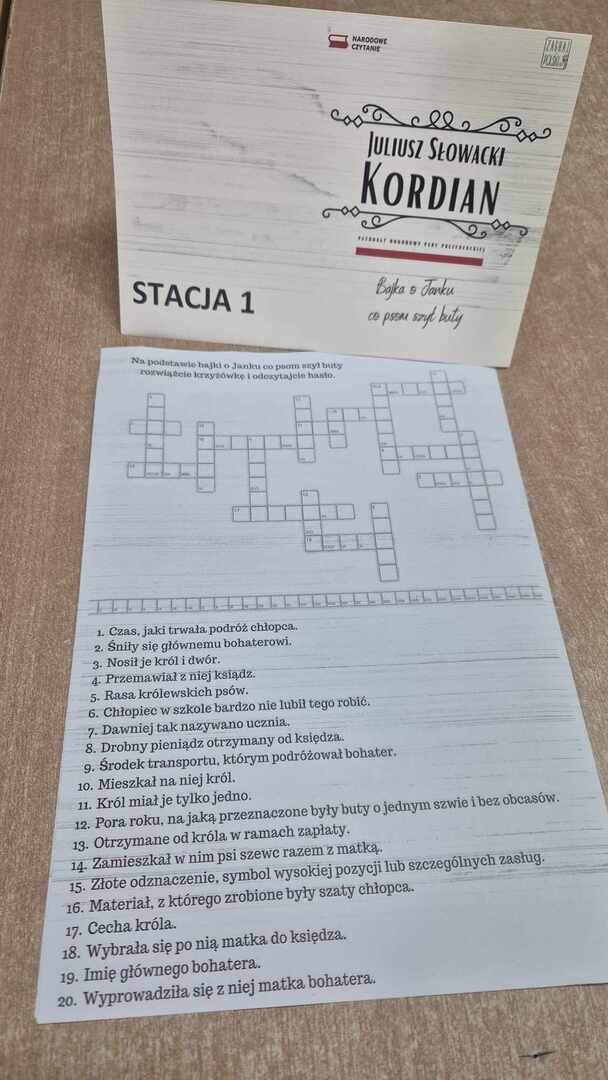 NARODOWE
CZYTANIE
JULIUSZ SŁOWACKI
KORDIAN
Bajka o Janku
co psom szył buty
STACJA 1
Na podstawie bajki o Janku co psom szył buty
rozwiążcie krzyżówkę i odczytajcie hasło.
1. Czas, jaki trwała podróż chłopca.
2. Śniły się głównemu bohaterowi.
3. Nosił je król i dwór.
4. Przemawiał z niej ksiądz.
5. Rasa królewskich psów.
6. Chłopiec w szkole bardzo nie lubił tego robić.
7. Dawniej tak nazywano ucznia.
8. Drobny pieniądz otrzymany od księdza.
9. Środek transportu, którym podróżował bohater.
10. Mieszkał na niej król.
11. Król miał je tylko jedno.
12. Pora roku, na jaką przeznaczone były buty o jednym szwie i bez obcasów.
13. Otrzymane od króla w ramach zapłaty.
14. Zamieszkał w nim psi szewc razem z matką.
15. Złote odznaczenie, symbol wysokiej pozycji lub szczególnych zasług.
16. Materiał, z którego zrobione były szaty chłopca.
17. Cecha króla.
18. Wybrała się po nią matka do księdza.
19. Imię głównego bohatera.
20. Wyprowadziła się z niej matka bohatera.